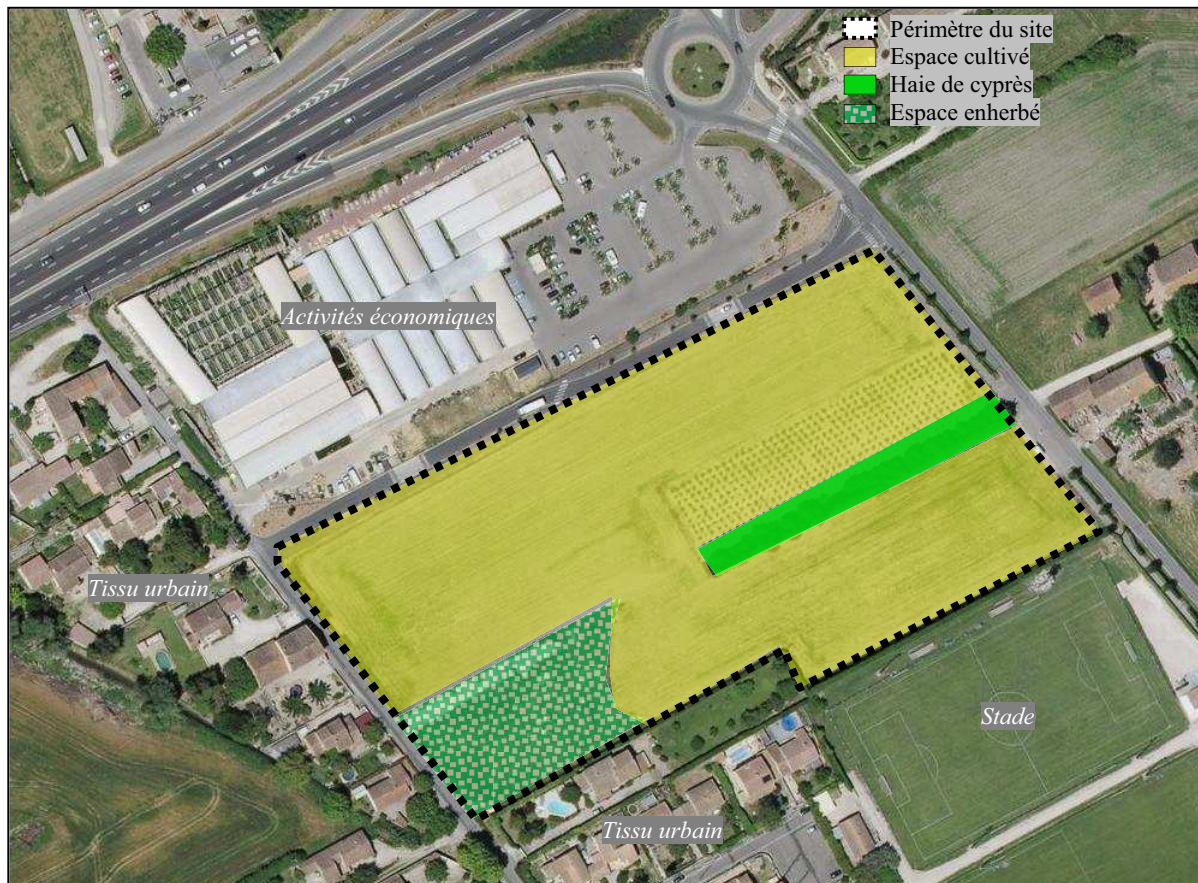 Périmètre du site
Espace cultivé
Haie de cyprès
Espace enherbé
Activités économiques
Tissu urbain
Stade
Tissu urbain